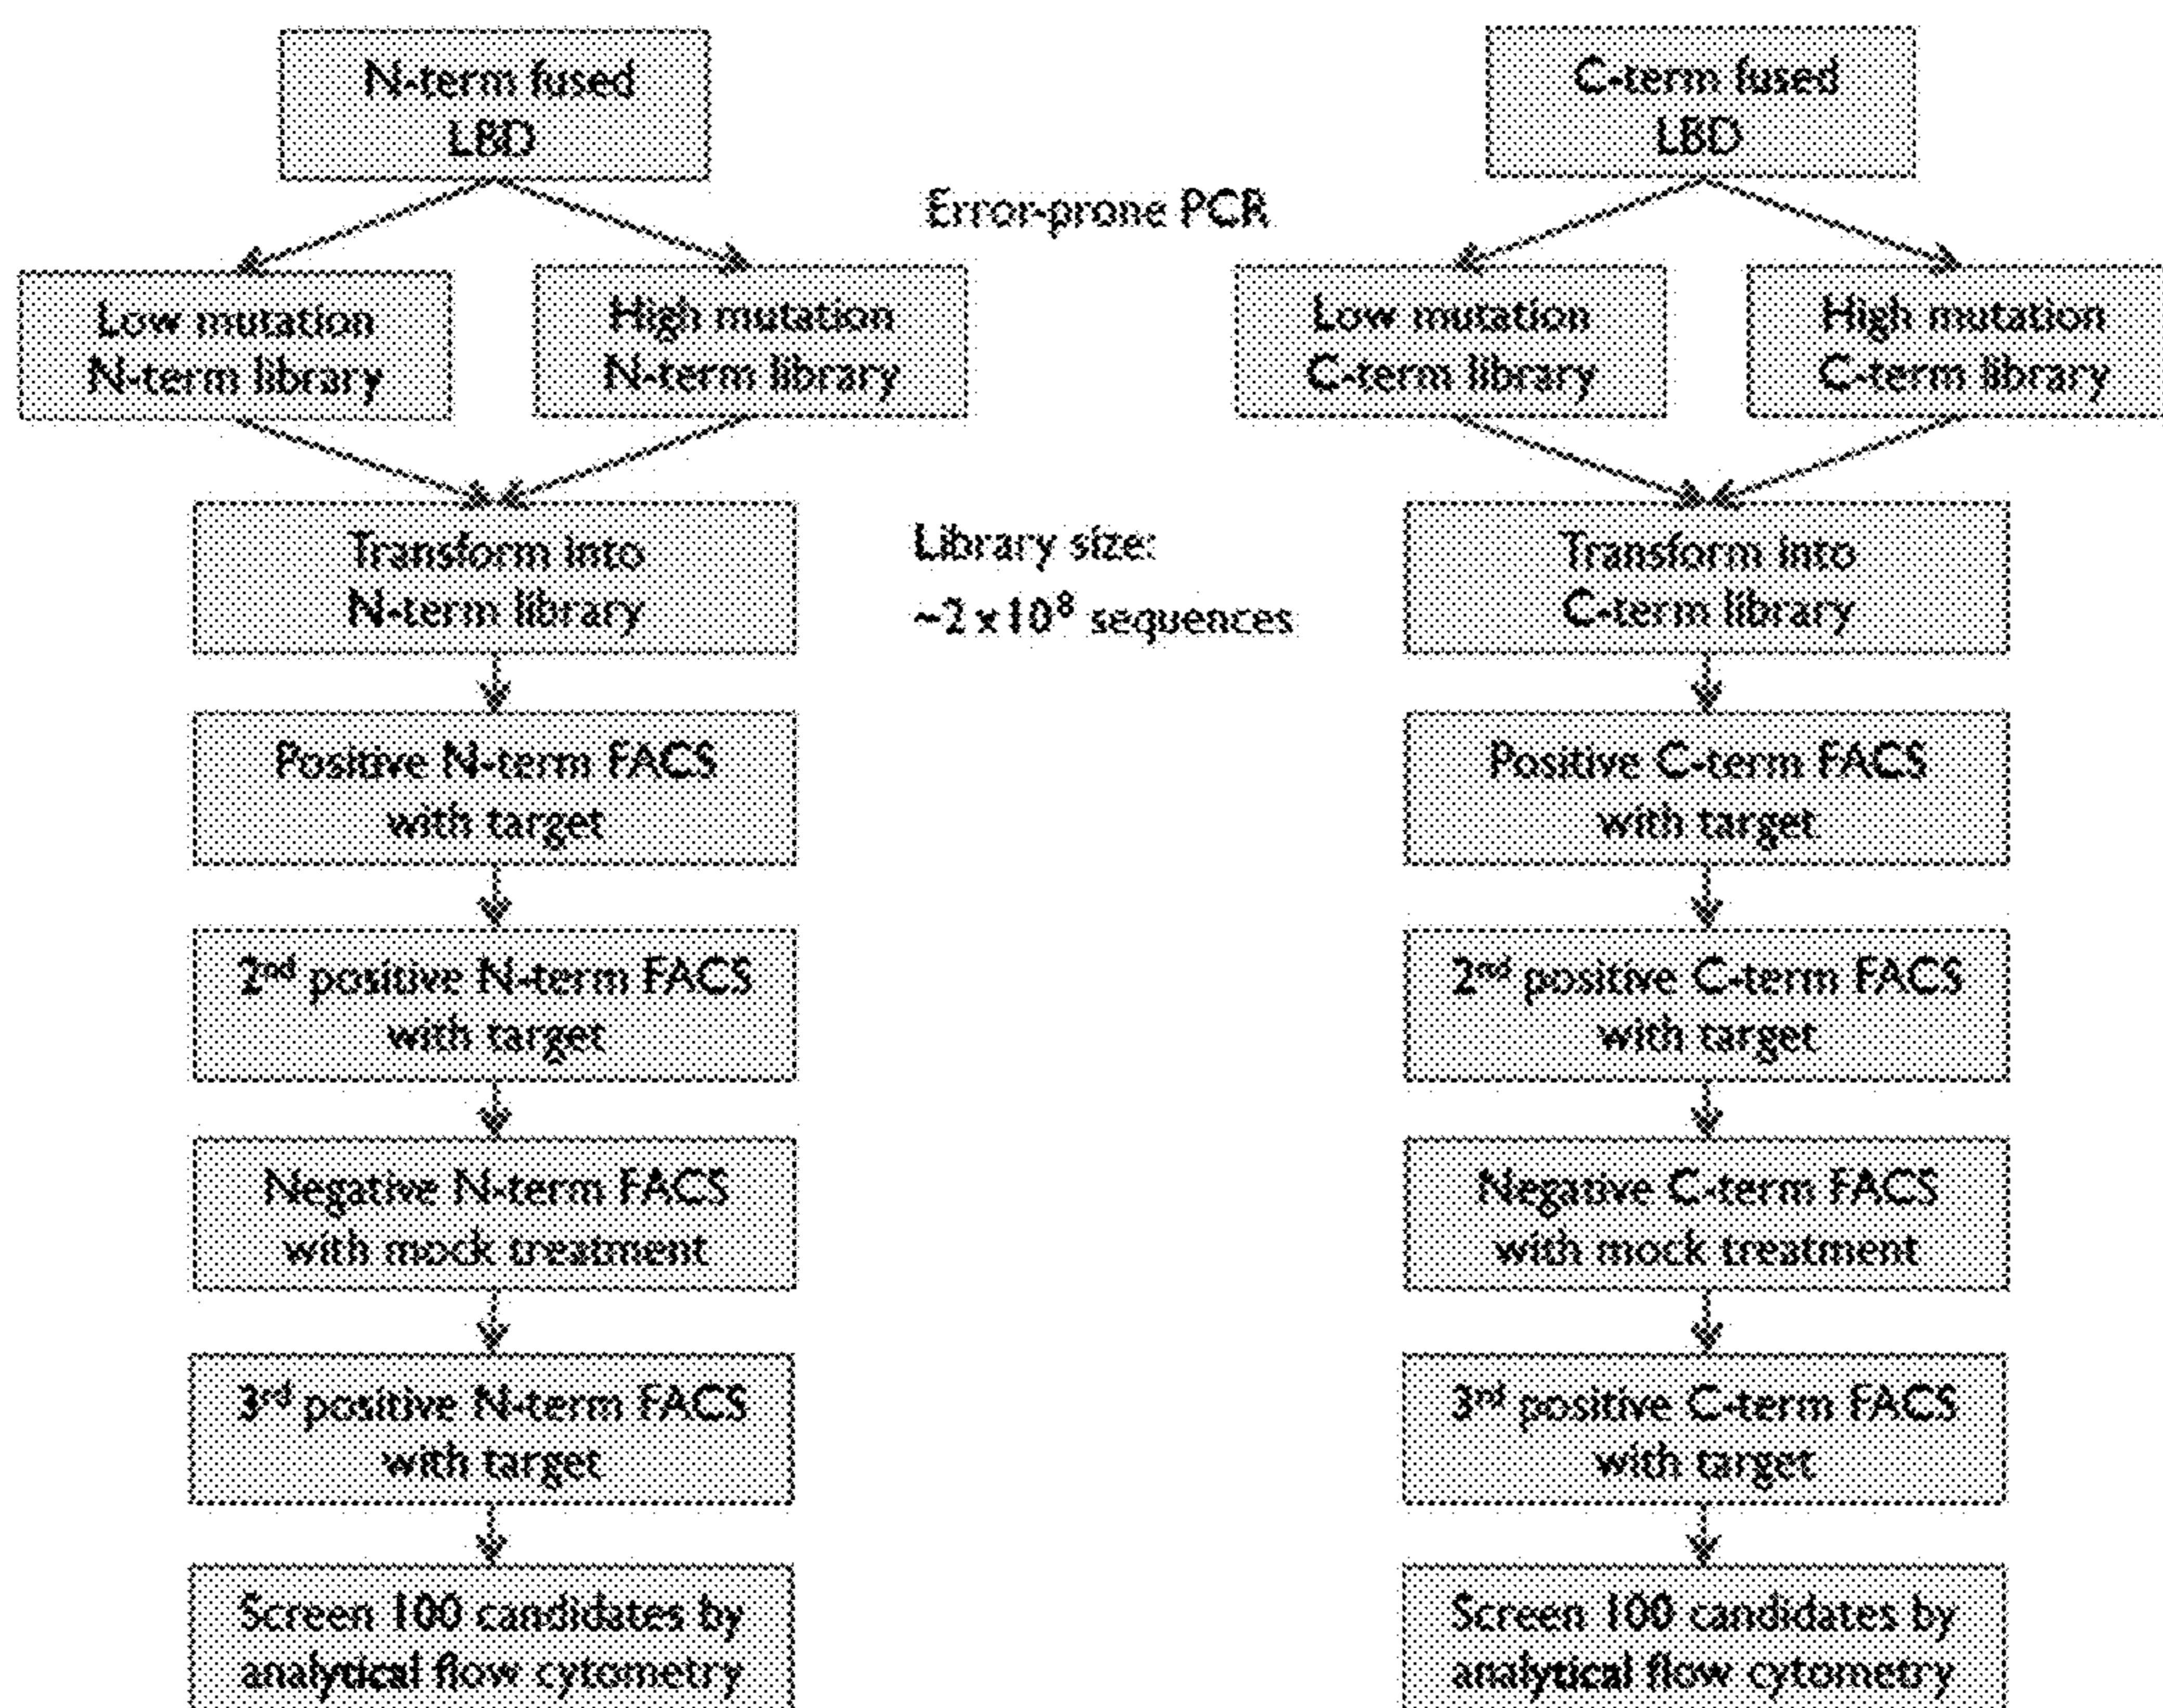 N-term fused
LBD
C-term fused
LBD
Error-prone PCR
Low mutation
N-term library
High mutation
N-term library
Low mutation
C-term library
High mutation
C-term library
Transform into
N-term library
Library size:
~2 x 10⁸ sequences
Transform into
C-term library
Positive N-term FACS
with target
Positive C-term FACS
with target
2ⁿᵈ positive N-term FACS
with target
2ⁿᵈ positive C-term FACS
with target
Negative N-term FACS
with mock treatment
Negative C-term FACS
with mock treatment
3ʳᵈ positive N-term FACS
with target
3ʳᵈ positive C-term FACS
with target
Screen 100 candidates by
analytical flow cytometry
Screen 100 candidates by
analytical flow cytometry